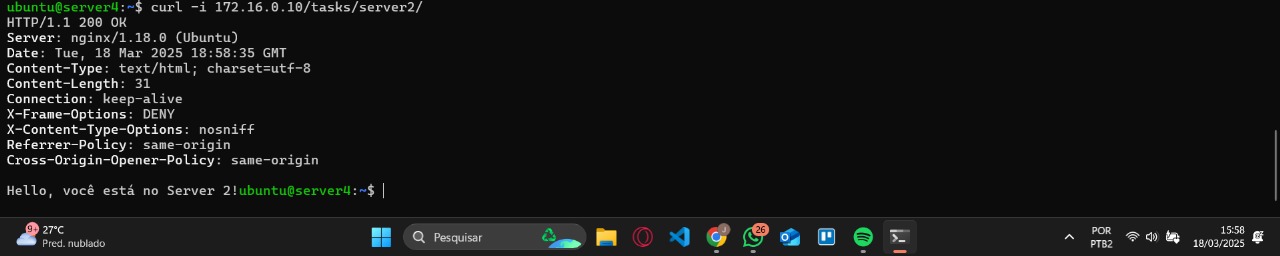 ubuntu@server4:~$ curl -i 172.16.0.10/tasks/server2/
HTTP/1.1 200 OK
Server: nginx/1.18.0 (Ubuntu)
Date: Tue, 18 Mar 2025 18:58:35 GMT
Content-Type: text/html; charset=utf-8
Content-Length: 31
Connection: keep-alive
X-Frame-Options: DENY
X-Content-Type-Options: nosniff
Referrer-Policy: same-origin
Cross-Origin-Opener-Policy: same-origin
Hello, você está no Server 2!ubuntu@server4:~$
9+ 27°C
Pred. nublado
Pesquisar
J
26
POR
PTB2
15:58
18/03/2025